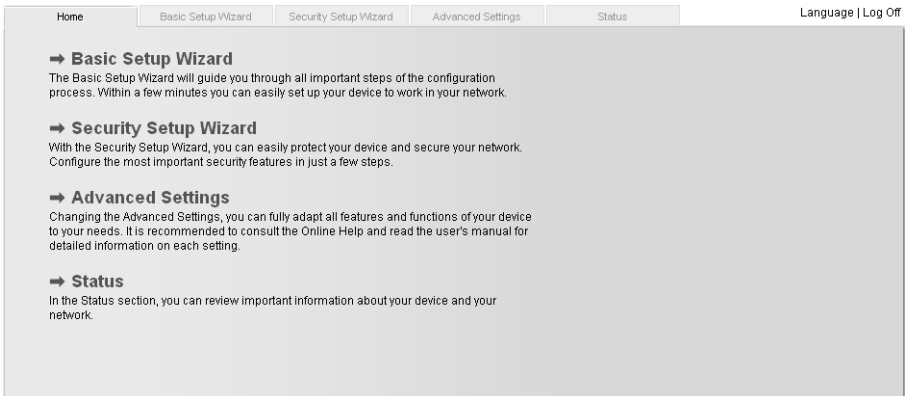 Home Basic Setup Wizard Security Setup Wizard Advanced Settings Status Language | Log Off
➡ Basic Setup Wizard
The Basic Setup Wizard will guide you through all important steps of the configuration
process. Within a few minutes you can easily set up your device to work in your network.
➡ Security Setup Wizard
With the Security Setup Wizard, you can easily protect your device and secure your network.
Configure the most important security features in just a few steps.
➡ Advanced Settings
Changing the Advanced Settings, you can fully adapt all features and functions of your device
to your needs. It is recommended to consult the Online Help and read the user's manual for
detailed information on each setting.
➡ Status
In the Status section, you can review important information about your device and your
network.